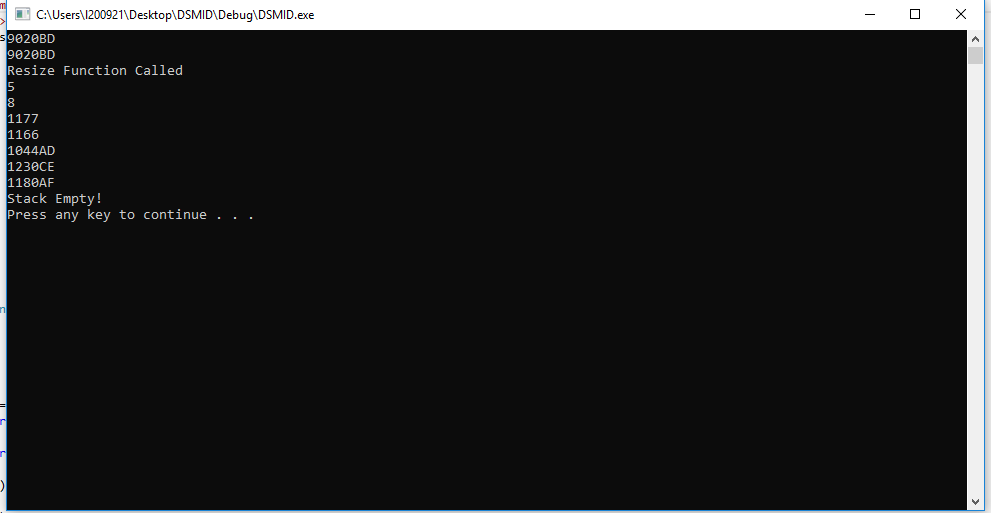 C:\Users\I200921\Desktop\DSMID\Debug\DSMID.exe
9020BD
9020BD
Resize Function Called
5
8
1177
1166
1044AD
1230CE
1180AF
Stack Empty!
Press any key to continue . . .